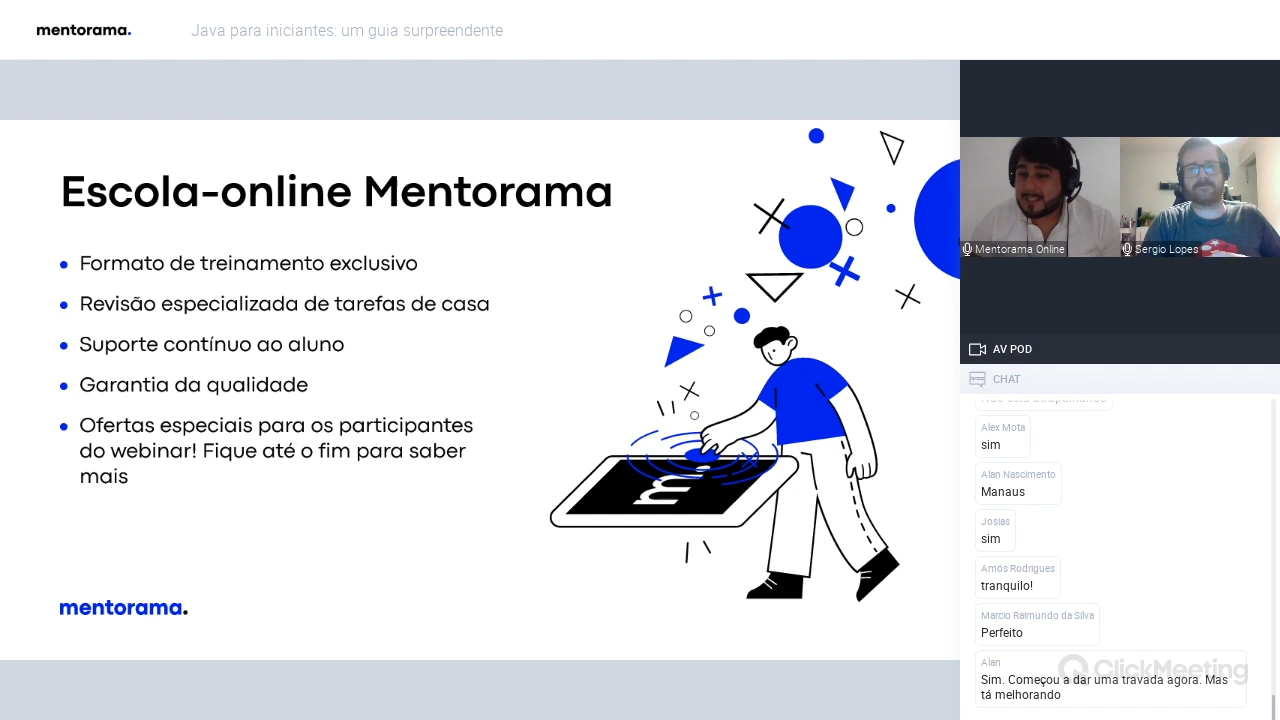 mentorama.
Java para iniciantes: um guia surpreendente
Escola-online Mentorama
Formato de treinamento exclusivo
Revisão especializada de tarefas de casa
Suporte contínuo ao aluno
Garantia da qualidade
Ofertas especiais para os participantes
do webinar! Fique até o fim para saber
mais
m.
mentorama.
Mentorama Online
Sergio Lopes
AV POD
CHAT
Não está atrapalhando
Alex Mota
sim
Alan Nascimento
Manaus
Josias
sim
Amós Rodrigues
tranquilo!
Marcio Raimundo da Silva
Perfeito
Alan
Sim. Começou a dar uma travada agora. Mas
tá melhorando
ClickMeeting